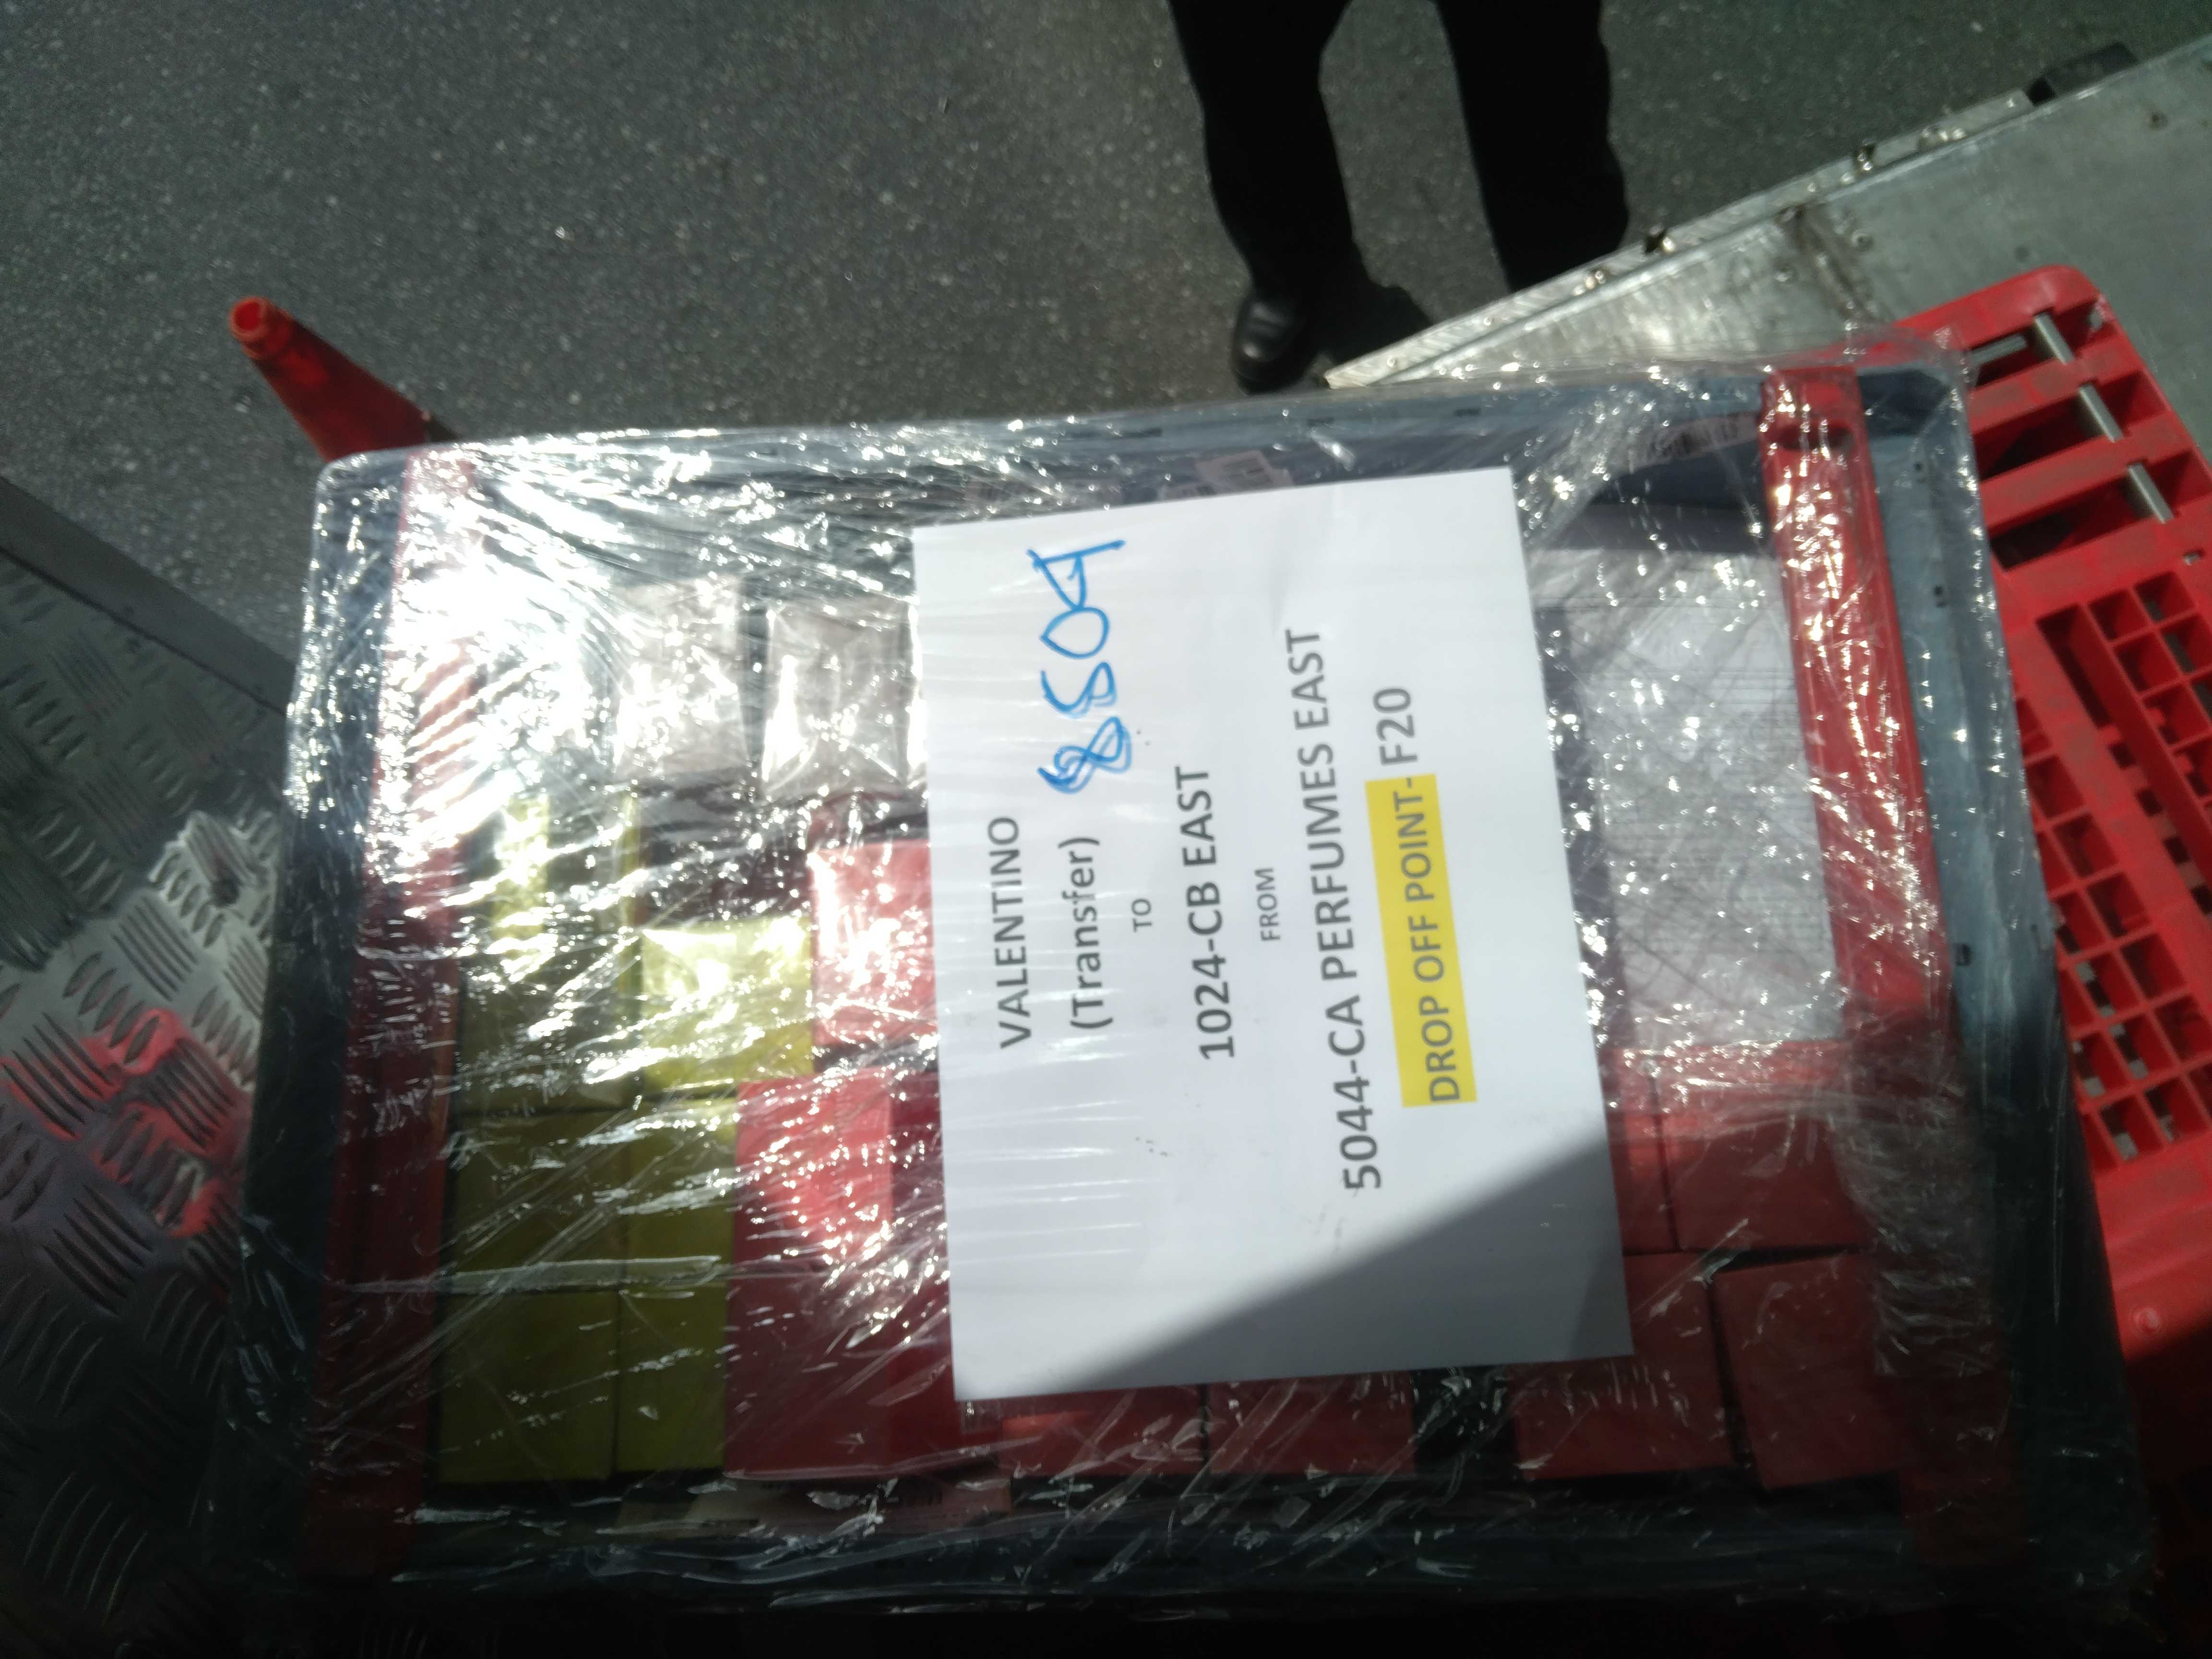 VALENTINO
(Transfer) 8504
TO
1024-CB EAST
FROM
5044-CA PERFUMES EAST
DROP OFF POINT-F20